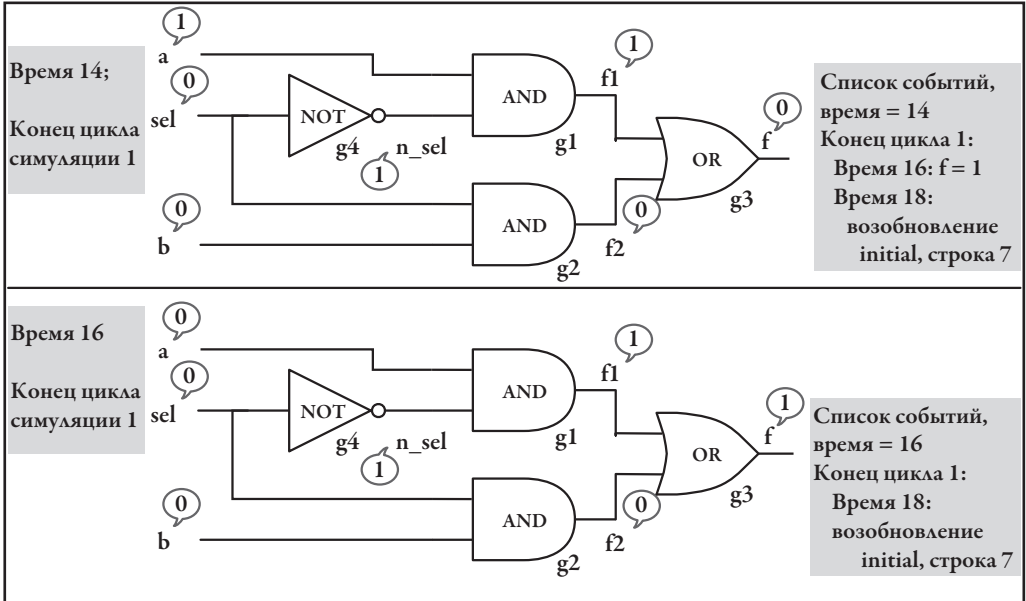 Время 14;
Конец цикла
симуляции 1
1
a
0
sel
0
b
NOT
g4
1
n_sel
AND
g1
AND
g2
1
f1
0
f2
OR
g3
0
f
Список событий,
время = 14
Конец цикла 1:
Время 16: f = 1
Время 18:
возобновление
initial, строка 7
Время 16
Конец цикла
симуляции 1
0
a
0
sel
0
b
NOT
g4
1
n_sel
AND
g1
AND
g2
1
f1
0
f2
OR
g3
1
f
Список событий,
время = 16
Конец цикла 1:
Время 18:
возобновление
initial, строка 7